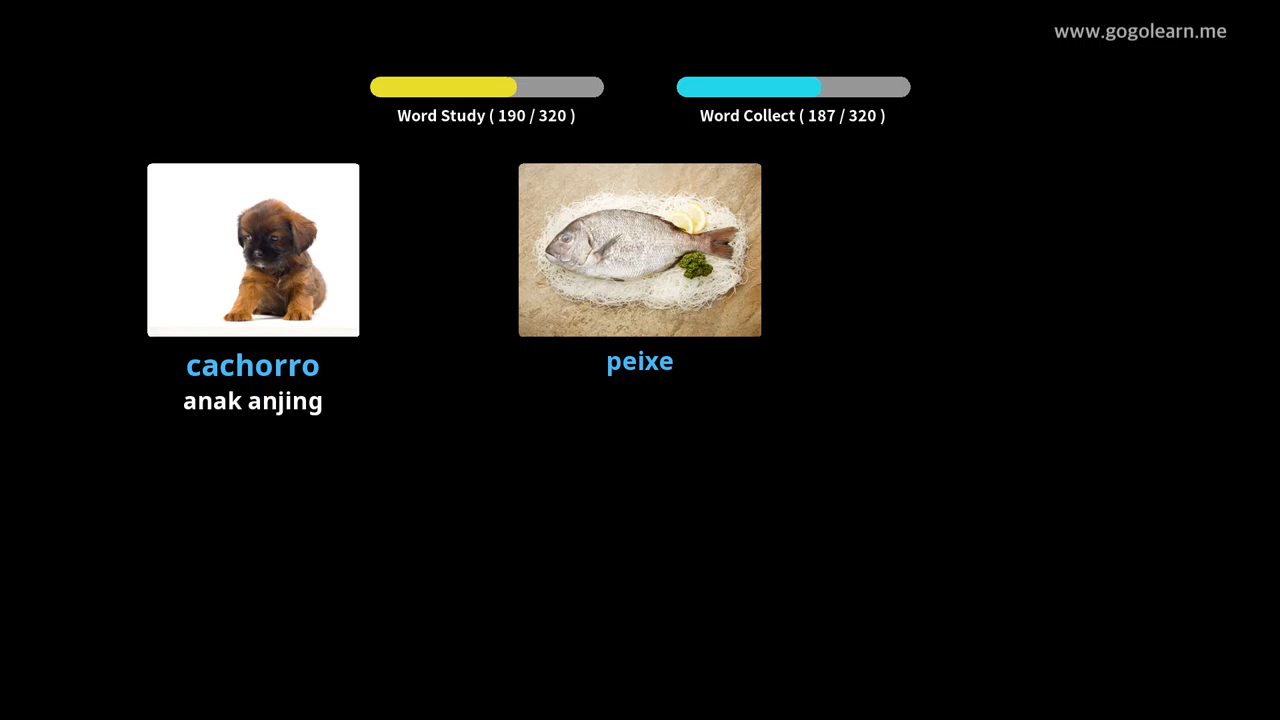 www.gogolearn.me
Word Study ( 190 / 320 )
Word Collect ( 187 / 320 )
cachorro
anak anjing
peixe